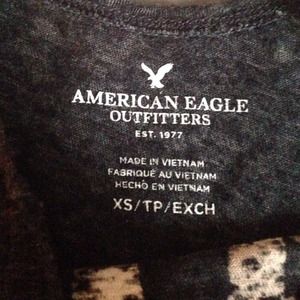 AMERICAN EAGLE
OUTFITTERS
EST. 1977
MADE IN VIETNAM
FABRIQUÉ AU VIETNAM
HECHO EN VIETNAM
XS/TP/EXCH